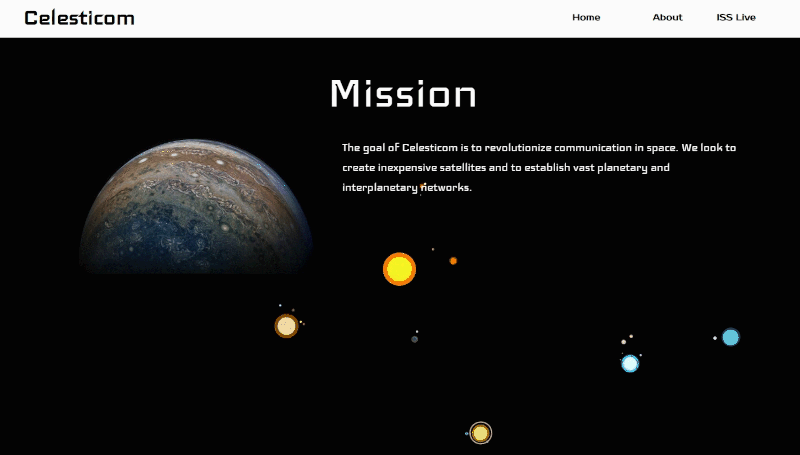 Celesticom
Home About ISS Live
Mission
The goal of Celesticom is to revolutionize communication in space. We look to
create inexpensive satellites and to establish vast planetary and
interplanetary networks.